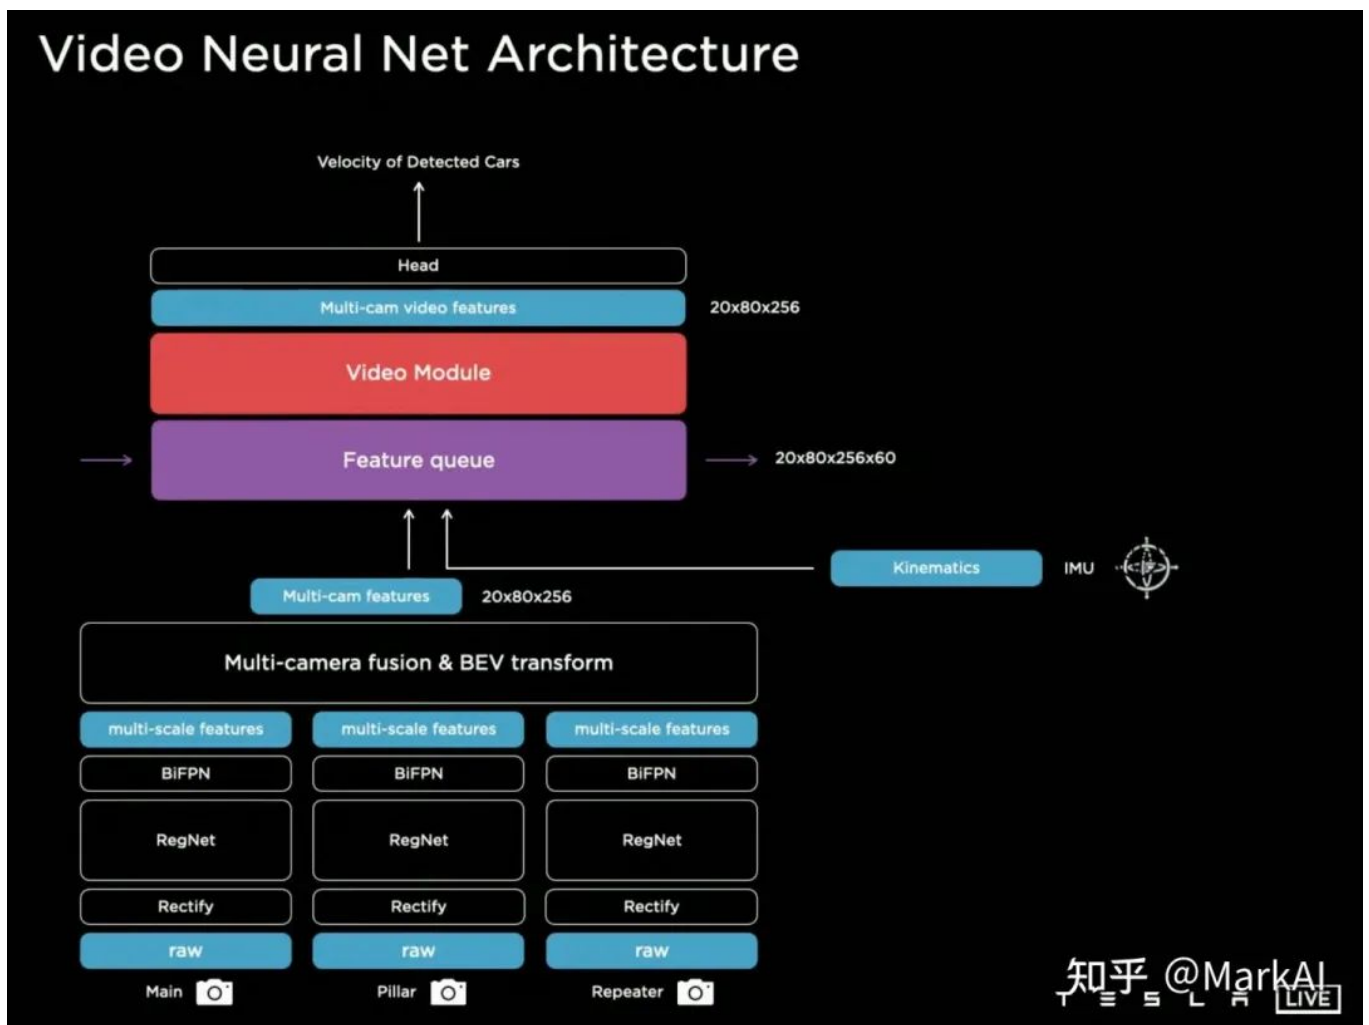 Video Neural Net Architecture
Velocity of Detected Cars
Head
Multi-cam video features
20x80x256
Video Module
Feature queue
20x80x256x60
Kinematics
IMU
Multi-cam features
20x80x256
Multi-camera fusion & BEV transform
multi-scale features
multi-scale features
multi-scale features
BiFPN
BiFPN
BiFPN
RegNet
RegNet
RegNet
Rectify
Rectify
Rectify
raw
raw
raw
Main
Pillar
Repeater
知乎 @MarkAI
TESLA
LIVE